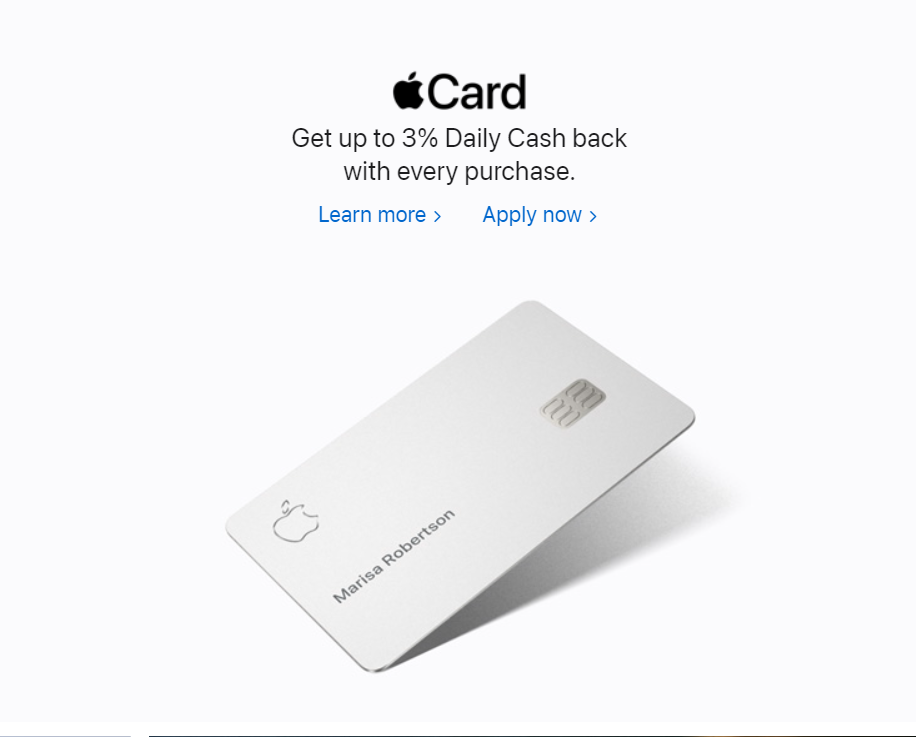 Card
Get up to 3% Daily Cash back
with every purchase.
Learn more >
Apply now >
Marisa Robertson